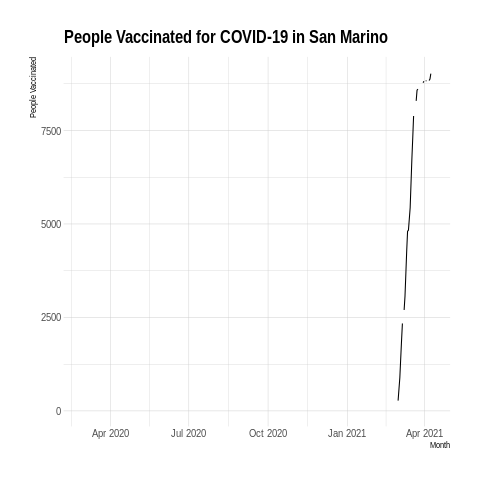 People Vaccinated for COVID-19 in San Marino
People Vaccinated
7500
5000
2500
0
Apr 2020 Jul 2020 Oct 2020 Jan 2021 Apr 2021
Month